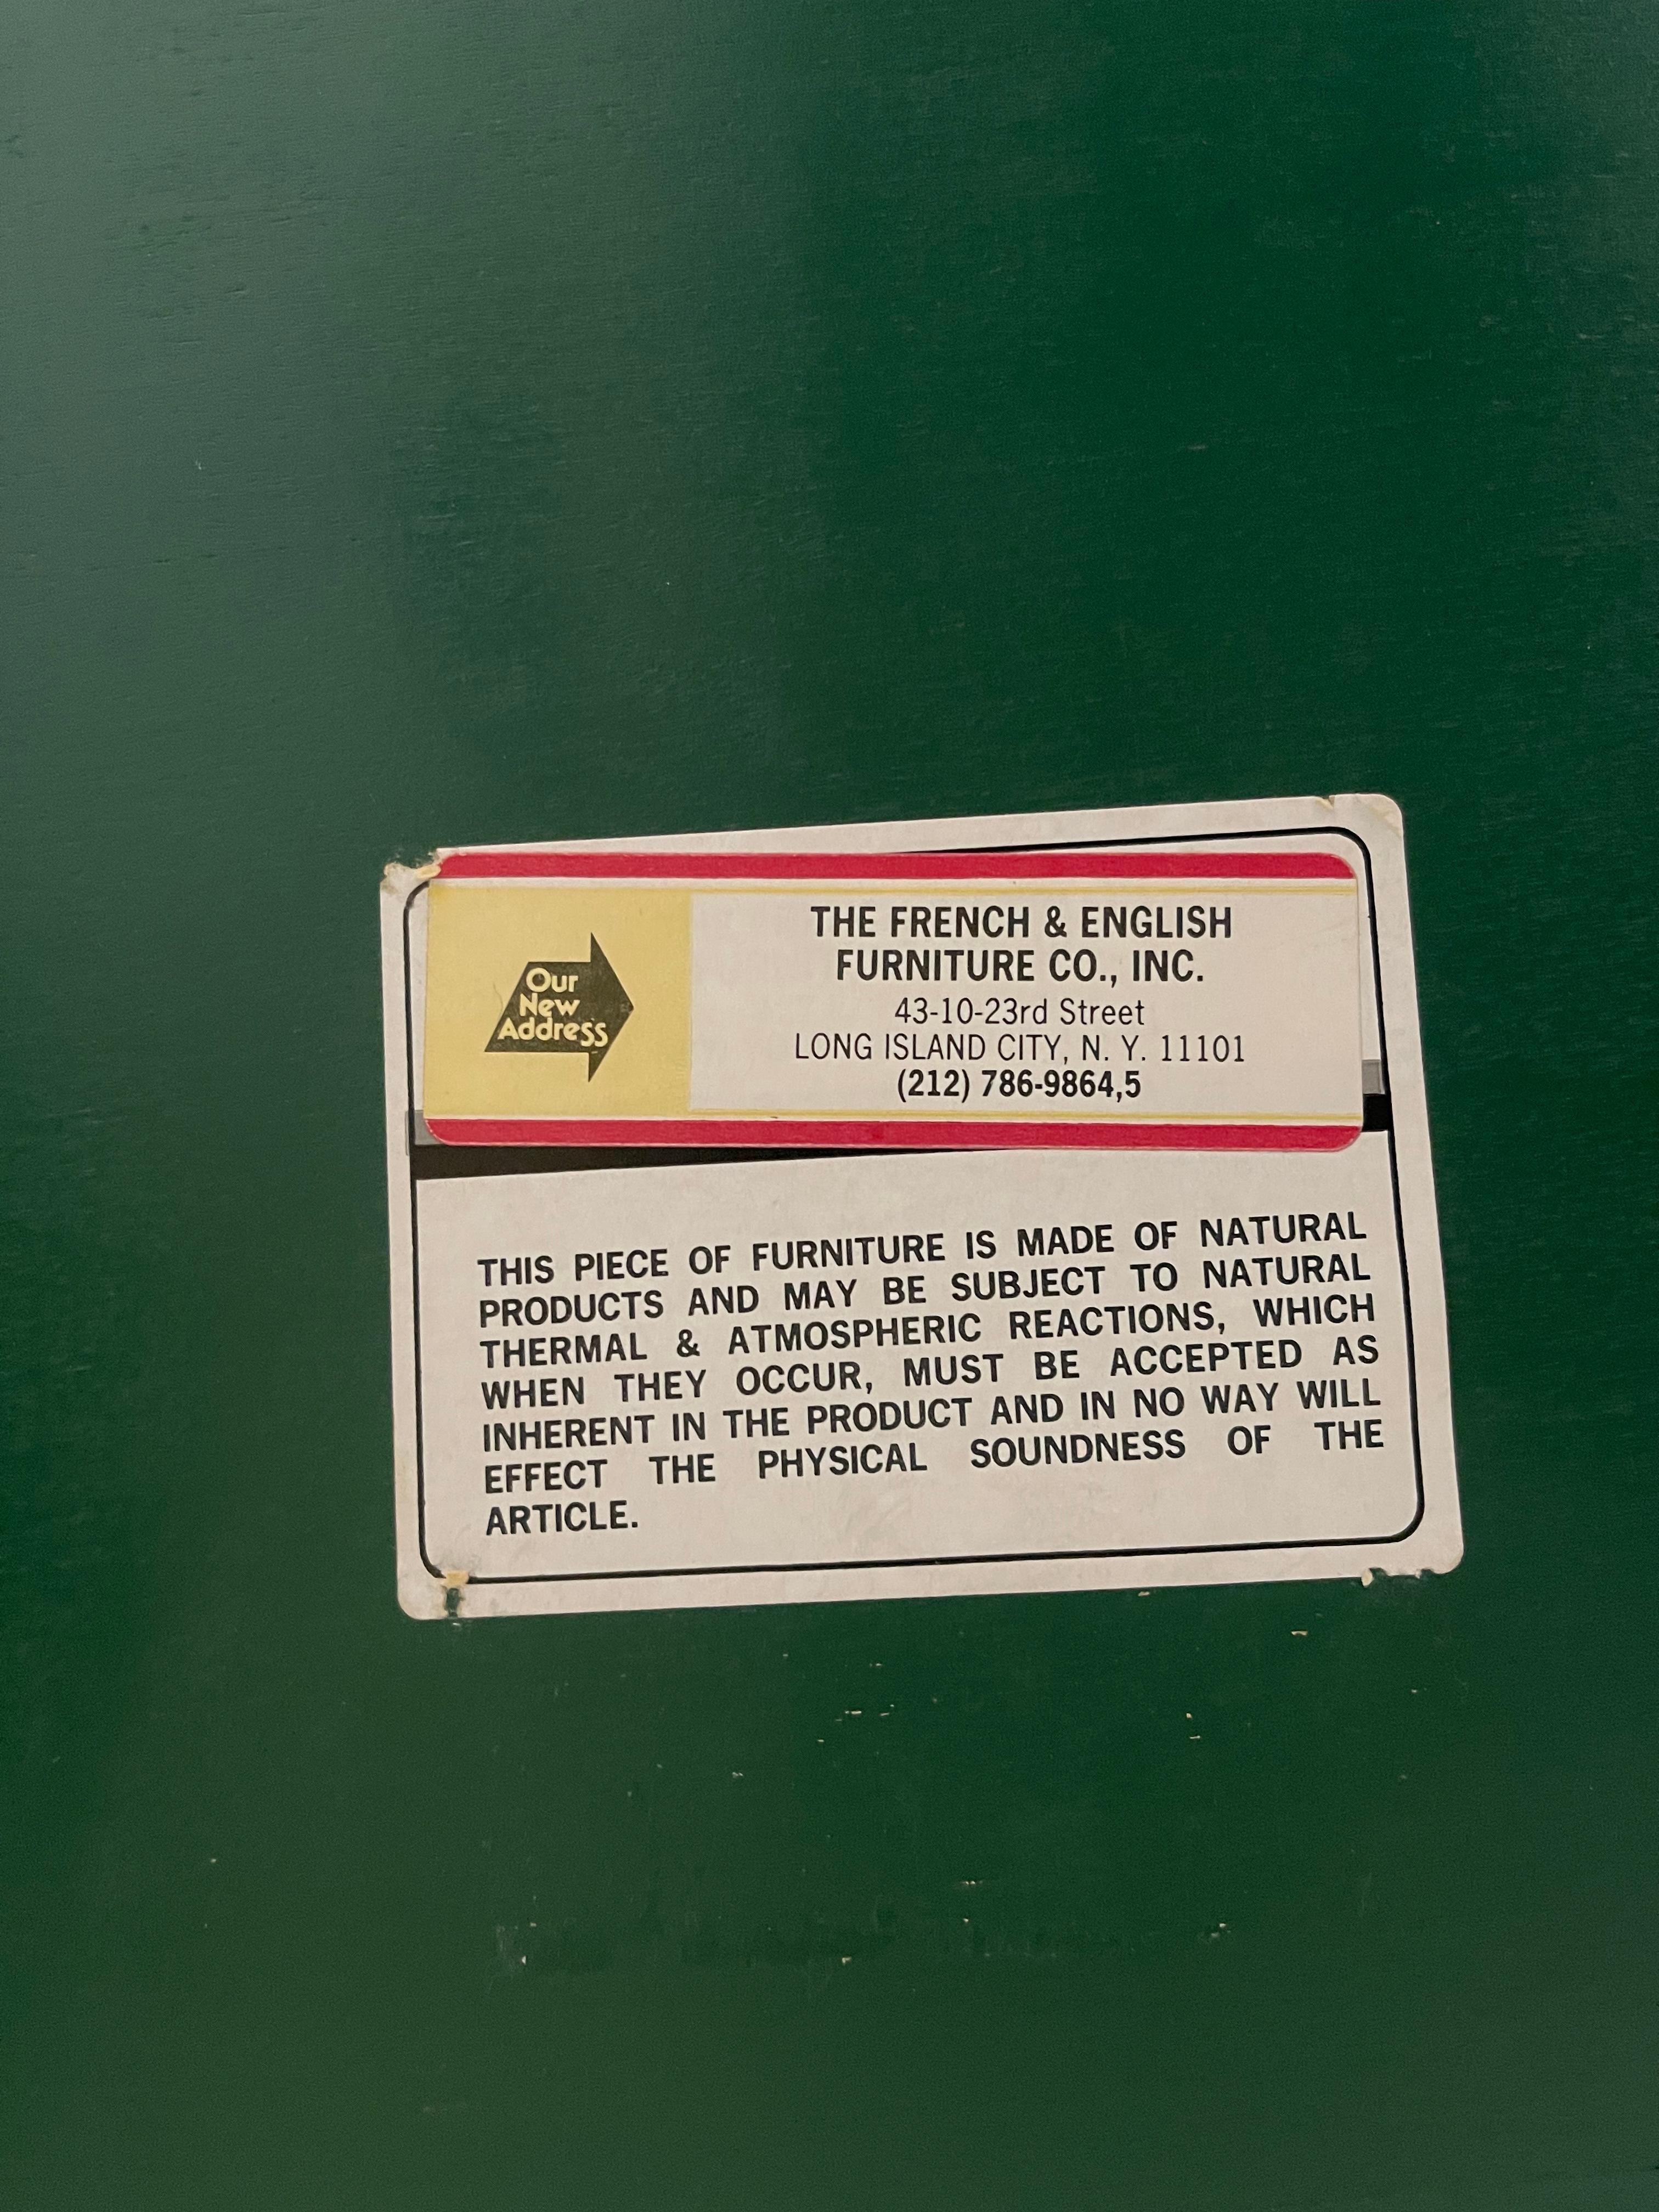 Our
New
Address
THE FRENCH & ENGLISH
FURNITURE CO., INC.
43-10-23rd Street
LONG ISLAND CITY, N. Y. 11101
(212) 786-9864,5
THIS PIECE OF FURNITURE IS MADE OF NATURAL
PRODUCTS AND MAY BE SUBJECT TO NATURAL
THERMAL & ATMOSPHERIC REACTIONS, WHICH
WHEN THEY OCCUR, MUST BE ACCEPTED AS
INHERENT IN THE PRODUCT AND IN NO WAY WILL
EFFECT THE PHYSICAL SOUNDNESS OF THE
ARTICLE.